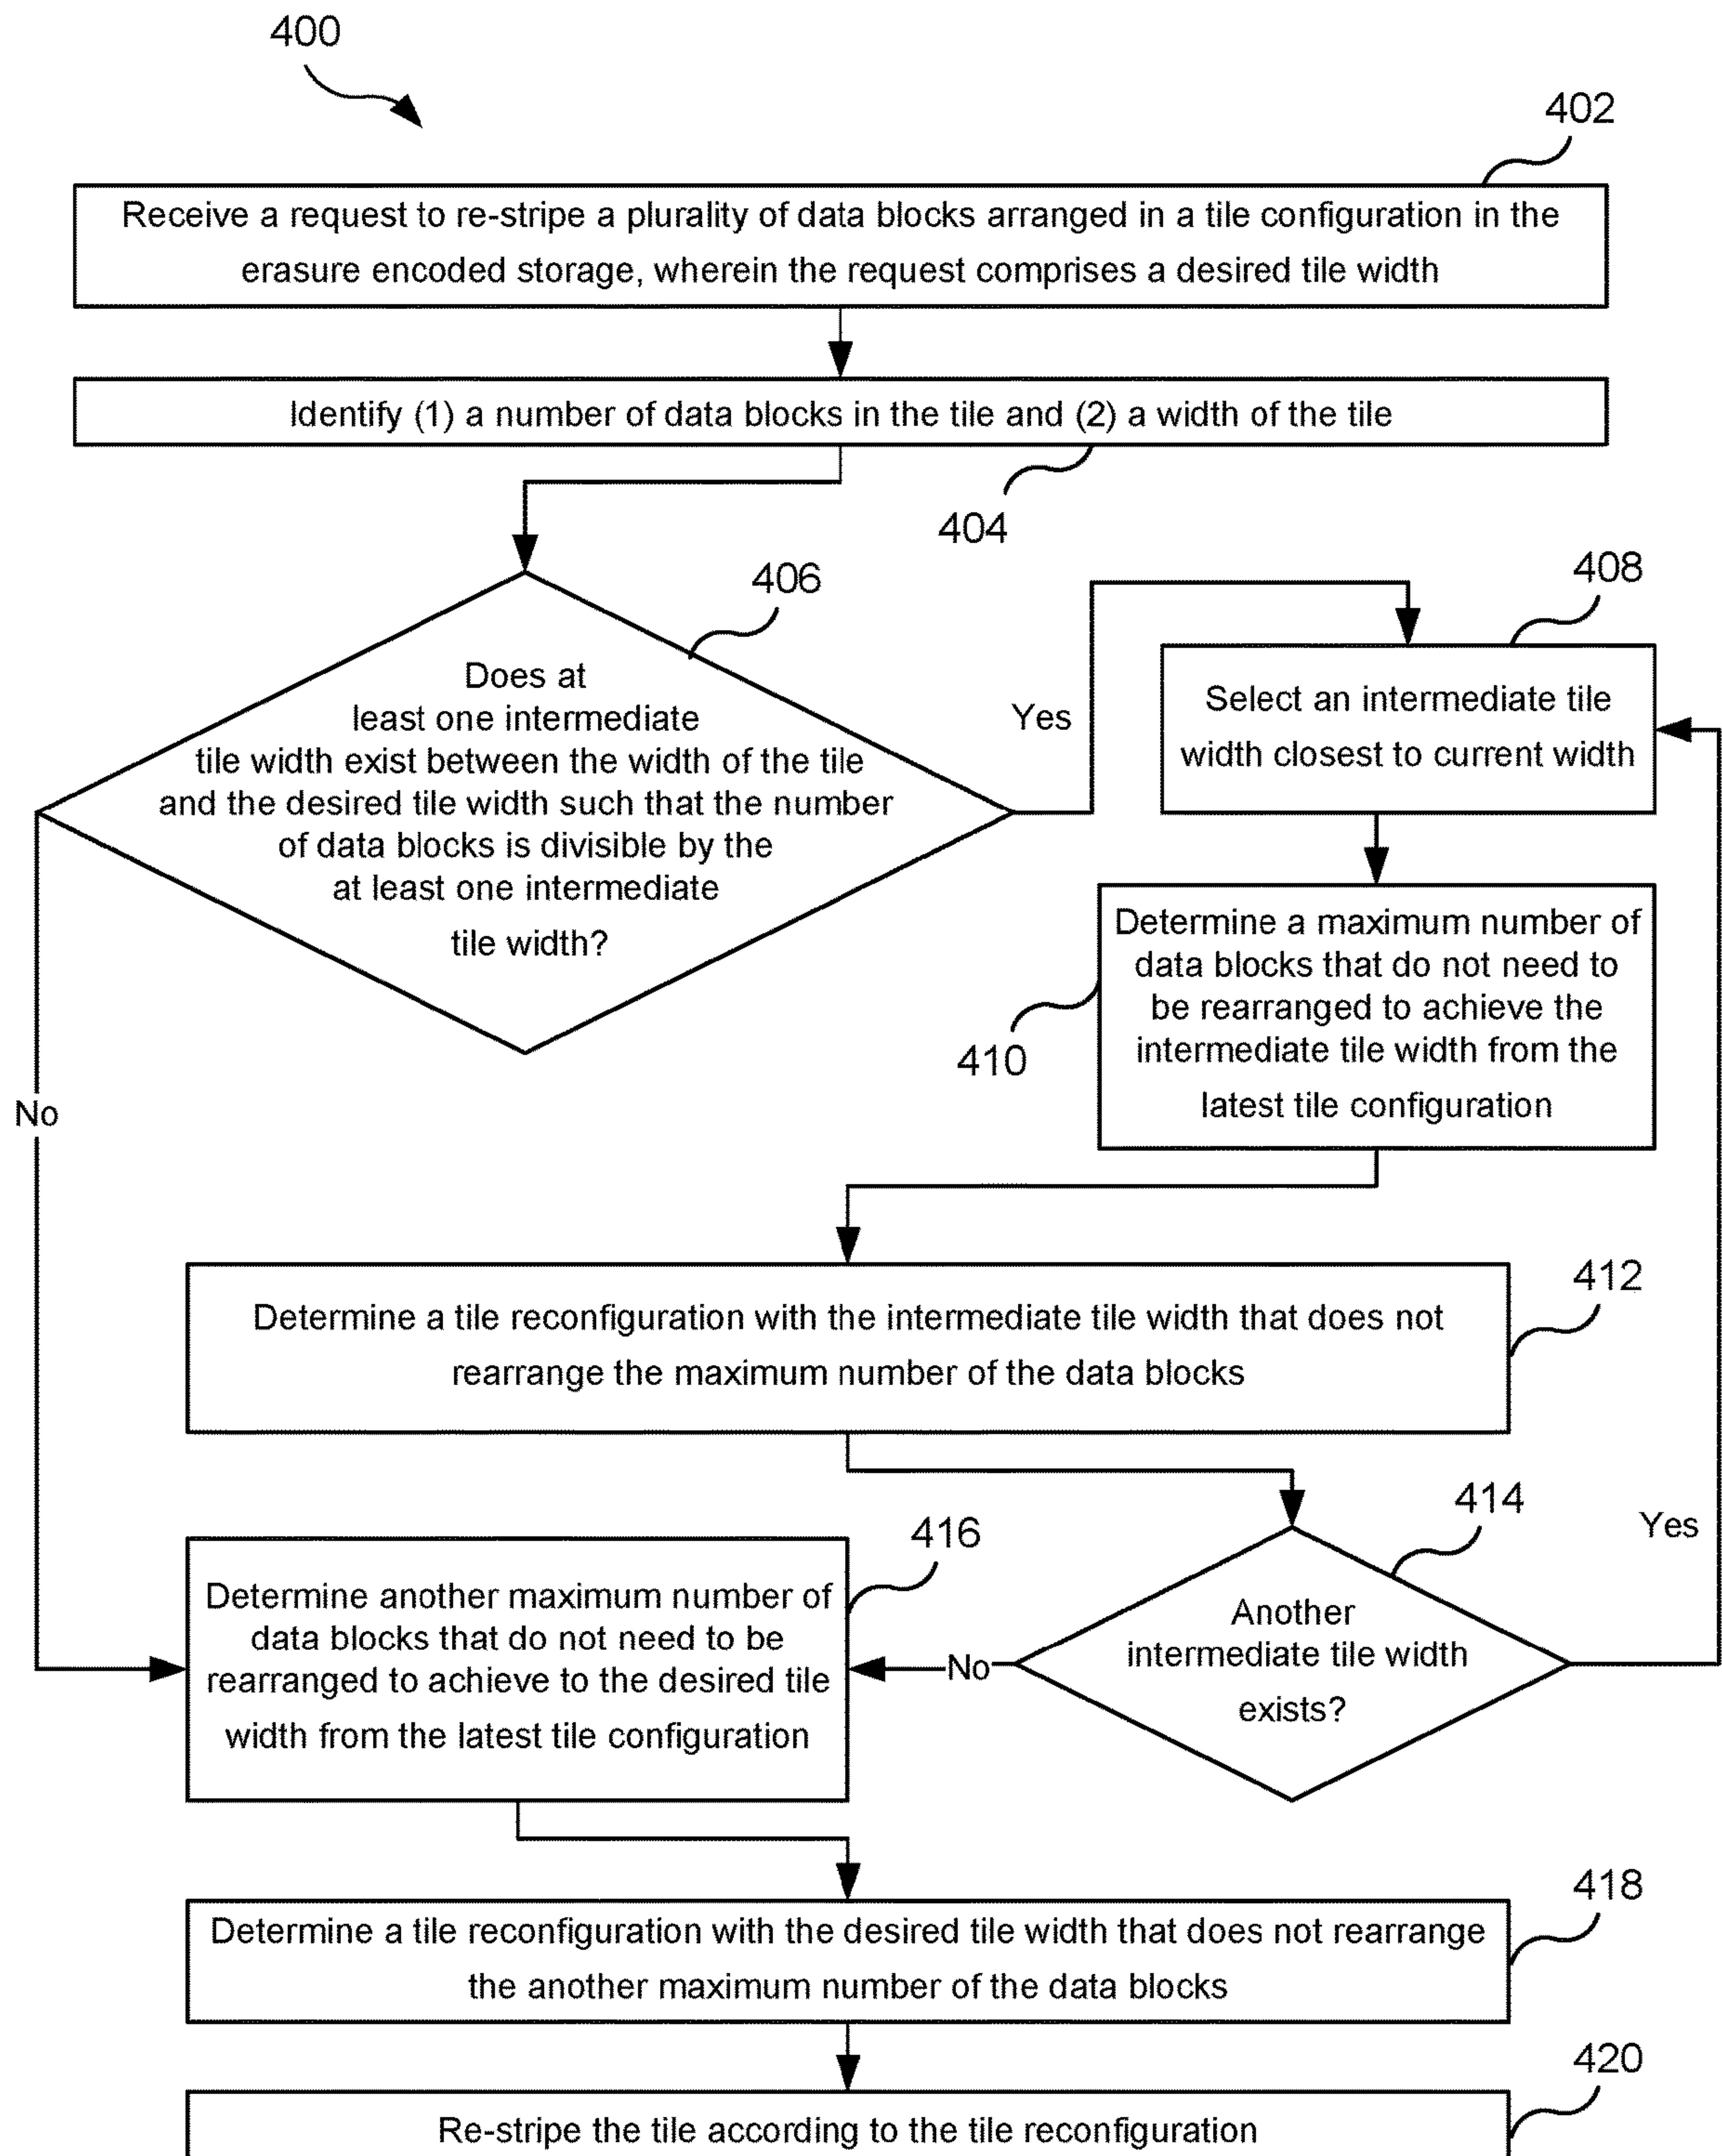 400
402
Receive a request to re-stripe a plurality of data blocks arranged in a tile configuration in the
erasure encoded storage, wherein the request comprises a desired tile width
Identify (1) a number of data blocks in the tile and (2) a width of the tile
404
406
Does at
least one intermediate
tile width exist between the width of the tile
and the desired tile width such that the number
of data blocks is divisible by the
at least one intermediate
tile width?
Yes
408
Select an intermediate tile
width closest to current width
Determine a maximum number of
data blocks that do not need to
be rearranged to achieve the
intermediate tile width from the
latest tile configuration
410
No
412
Determine a tile reconfiguration with the intermediate tile width that does not
rearrange the maximum number of the data blocks
414
Another
intermediate tile width
exists?
Yes
No
416
Determine another maximum number of
data blocks that do not need to be
rearranged to achieve to the desired tile
width from the latest tile configuration
418
Determine a tile reconfiguration with the desired tile width that does not rearrange
the another maximum number of the data blocks
420
Re-stripe the tile according to the tile reconfiguration